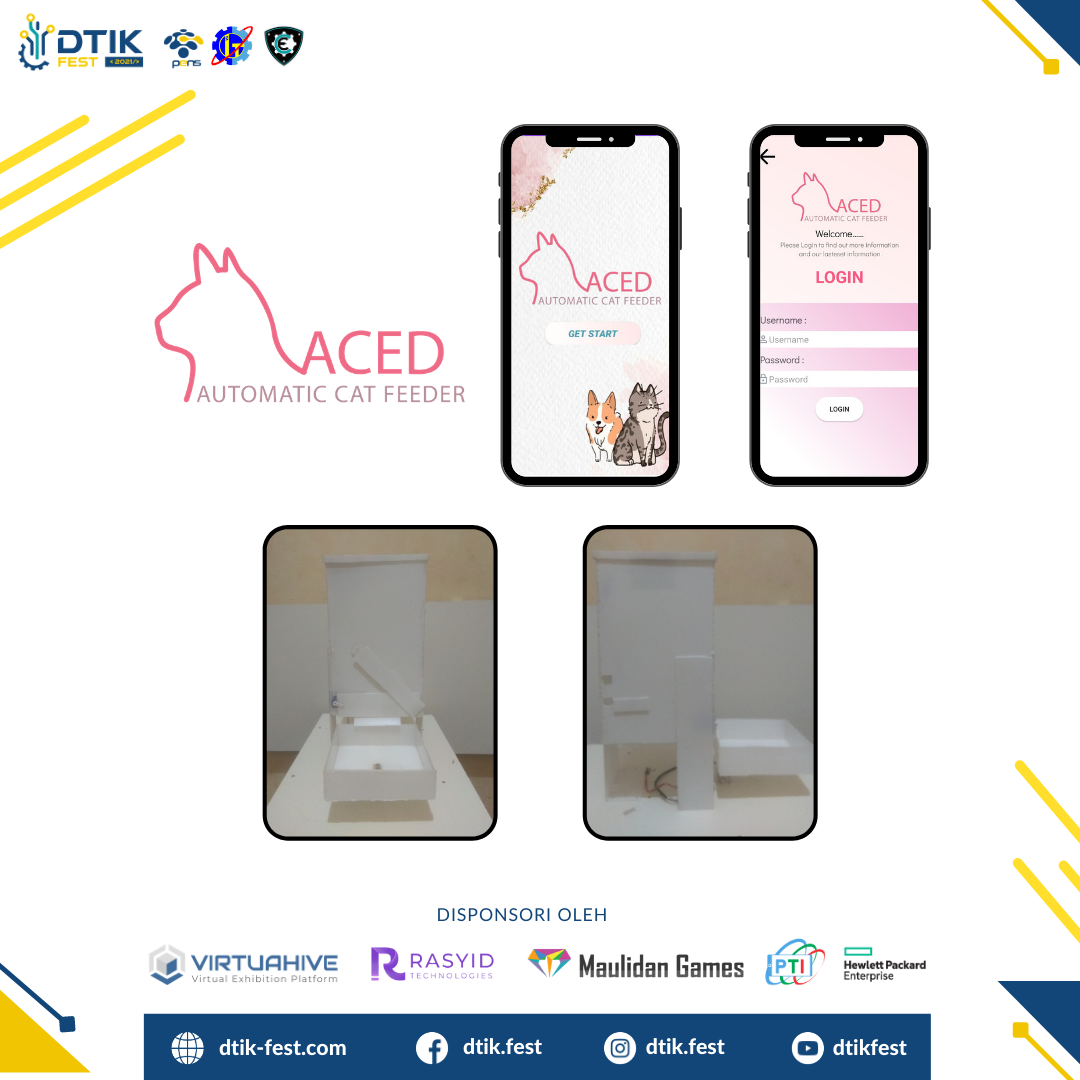 DTIK
FEST <2021/>
pens
IT
E
ACED
AUTOMATIC CAT FEEDER
ACED
AUTOMATIC CAT FEEDER
GET START
ACED
AUTOMATIC CAT FEEDER
Welcome......
Please Login to find out more Information
and our lasteset information
LOGIN
Username :
Username
Password :
Password
LOGIN
DISPONSORI OLEH
VIRTUAHIVE
Virtual Exhibition Platform
RASYID
TECHNOLOGIES
Maulidan Games
PTI
Hewlett Packard
Enterprise
dtik-fest.com
dtik.fest
dtik.fest
dtikfest